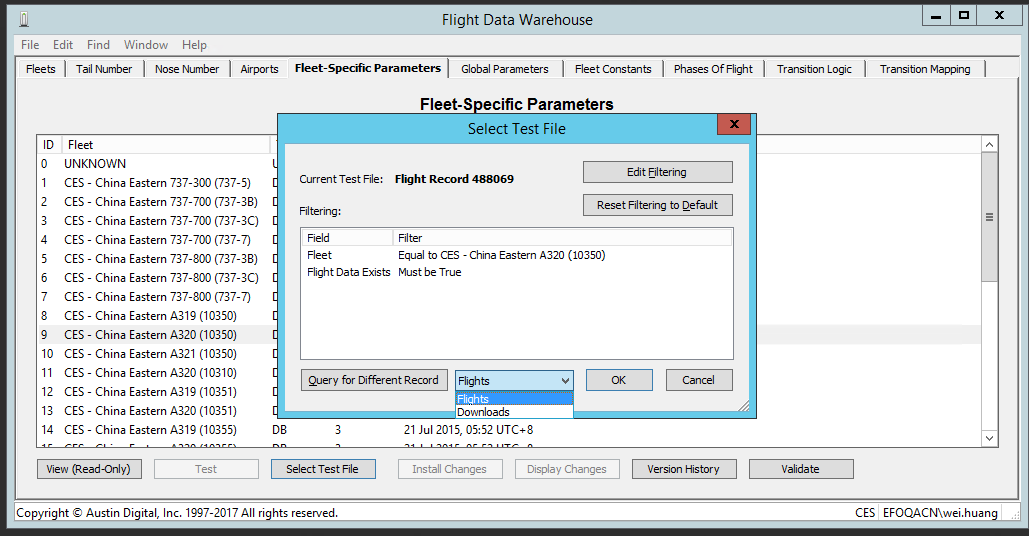 Flight Data Warehouse
File Edit Find Window Help
Fleets Tail Number Nose Number Airports Fleet-Specific Parameters Global Parameters Fleet Constants Phases Of Flight Transition Logic Transition Mapping
Fleet-Specific Parameters
ID Fleet
0 UNKNOWN
1 CES - China Eastern 737-300 (737-5)
2 CES - China Eastern 737-700 (737-3B)
3 CES - China Eastern 737-700 (737-3C)
4 CES - China Eastern 737-700 (737-7)
5 CES - China Eastern 737-800 (737-3B)
6 CES - China Eastern 737-800 (737-3C)
7 CES - China Eastern 737-800 (737-7)
8 CES - China Eastern A319 (10350)
9 CES - China Eastern A320 (10350)
10 CES - China Eastern A321 (10350)
11 CES - China Eastern A320 (10310)
12 CES - China Eastern A319 (10351)
13 CES - China Eastern A320 (10351)
14 CES - China Eastern A319 (10355) DB 3 21 Jul 2015, 05:52 UTC+8
Select Test File
Current Test File: Flight Record 488069
Edit Filtering
Reset Filtering to Default
Filtering:
Field Filter
Fleet Equal to CES - China Eastern A320 (10350)
Flight Data Exists Must be True
Query for Different Record Flights OK Cancel
Flights
Downloads
View (Read-Only) Test Select Test File Install Changes Display Changes Version History Validate
Copyright © Austin Digital, Inc. 1997-2017 All rights reserved. CES EFOQACN\wei.huang